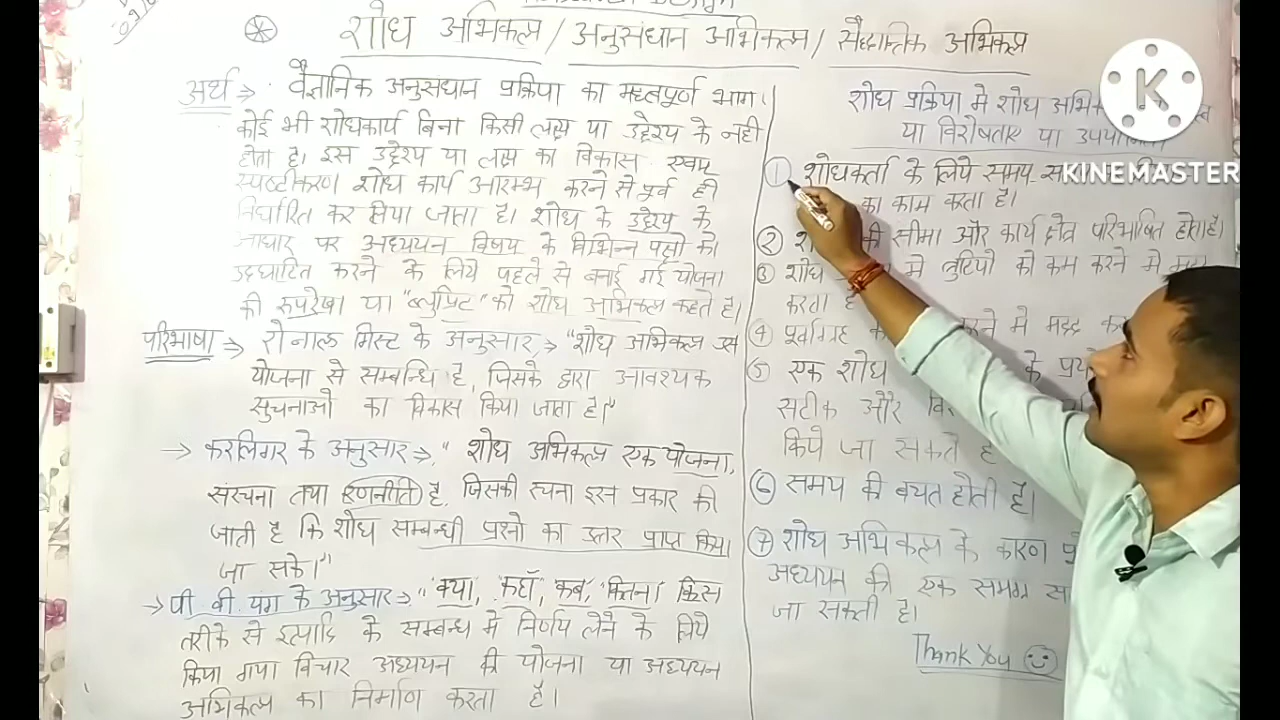 शोध अभिकल्प / अनुसंधान अभिकल्प / सैद्धान्तिक अभिकल्प
अर्थ → वैज्ञानिक अनुसंधान प्रक्रिया का महत्वपूर्ण भाग।
कोई भी शोधकार्य बिना किसी लक्ष्य या उद्देश्य के नही
होता है। इस उद्देश्य या लक्ष्य का विकास एवम्
स्पष्टीकरण शोध कार्य आरम्भ करने से पूर्व ही
निर्धारित कर लिया जाता है। शोध के उद्देश्य के
आधार पर अध्ययन विषय के विभिन्न पक्षो को
उदघाटित करने के लिये पहले से बनाई गई योजना
की रूपरेखा या "ब्लुप्रिंट" को शोध अभिकल्प कहते है।
परिभाषा → रोनाल्ड मिस्ट के अनुसार → "शोध अभिकल्प उस
योजना से सम्बन्धि है, जिसके द्वारा आवश्यक
सुचनाओ का विकास किया जाता है।"
→ करलिंगर के अनुसार → "शोध अभिकल्प एक योजना,
संरचना तथा रणनीति है, जिसकी रचना इस प्रकार की
जाती है कि शोध सम्बन्धी प्रश्नो का उत्तर प्राप्त किया
जा सके।"
→ पी. वी. यंग के अनुसार → "क्या, कहाँ, कब, कितना किस
तरीके से इत्यादि के सम्बन्ध मे निर्णय लेने के लिये
किया गया विचार अध्ययन की योजना या अध्ययन
अभिकल्प का निर्माण करता है।
शोध प्रक्रिया मे शोध
या विशेषताए या
① शोधकर्ता के लिये समय
का काम करता है।
② की सीमा और कार्य क्षेत्र परिभाषित होता है।
③ शोध मे त्रुटियो को कम करने मे
करता है
④ पूर्वाग्रह करने मे मदद
⑤ एक शोध के
सटीक और
किये जा सकते है
⑥ समय की बचत होती है।
⑦ शोध अभिकल्प के कारण
अध्ययन की एक समग्र
जा सकती है।
Thank You
K
KINEMASTER